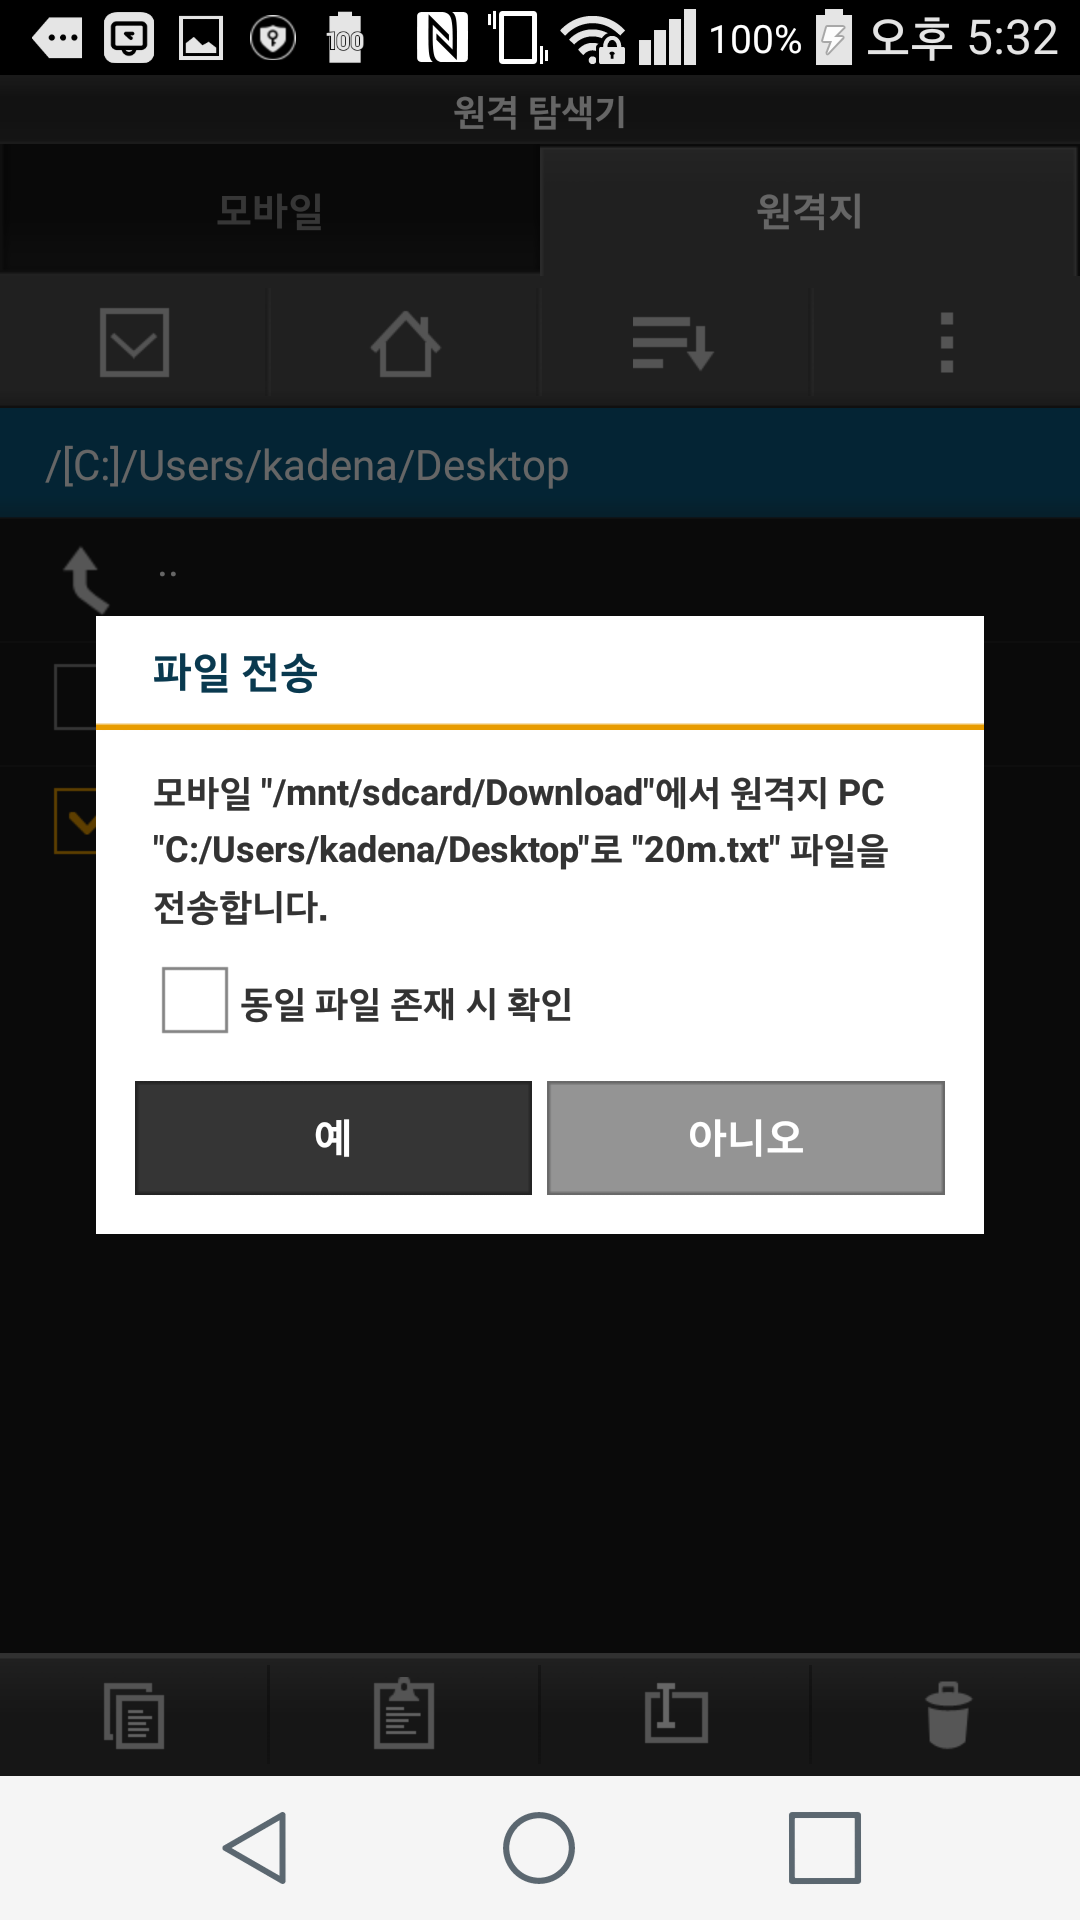 100
100% 오후 5:32
원격 탐색기
모바일
원격지
/[C:]/Users/kadena/Desktop
..
파일 전송
모바일 "/mnt/sdcard/Download"에서 원격지 PC
"C:/Users/kadena/Desktop"로 "20m.txt" 파일을
전송합니다.
동일 파일 존재 시 확인
예
아니오